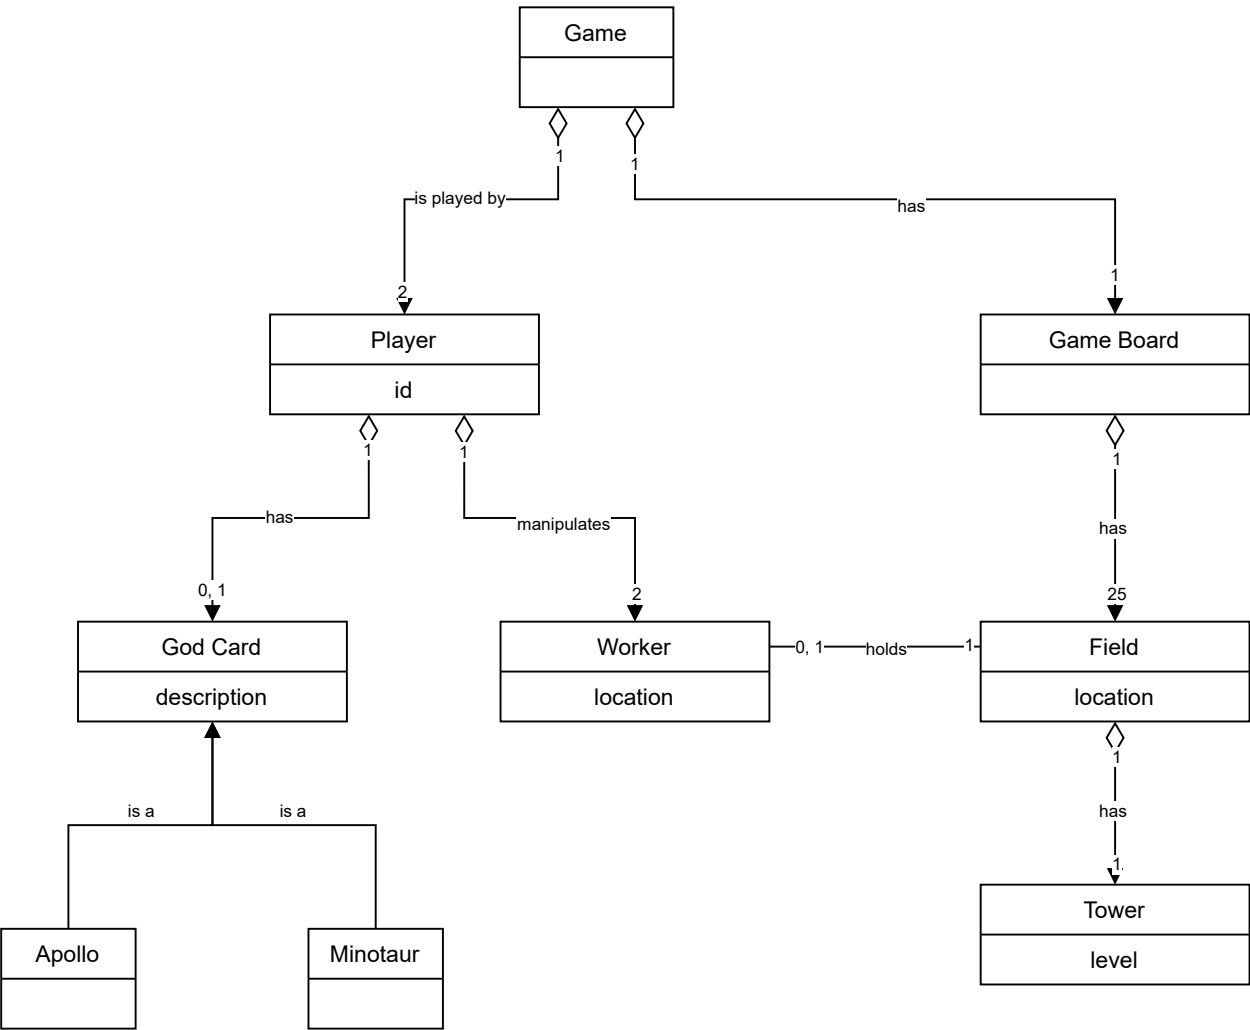 Game
1
1
is played by
has
1
2
Player
Game Board
id
1
1
1
has
manipulates
has
0, 1
2
25
God Card
Worker
0, 1
holds
1
Field
description
location
location
1
is a
is a
has
1
Tower
Apollo
Minotaur
level